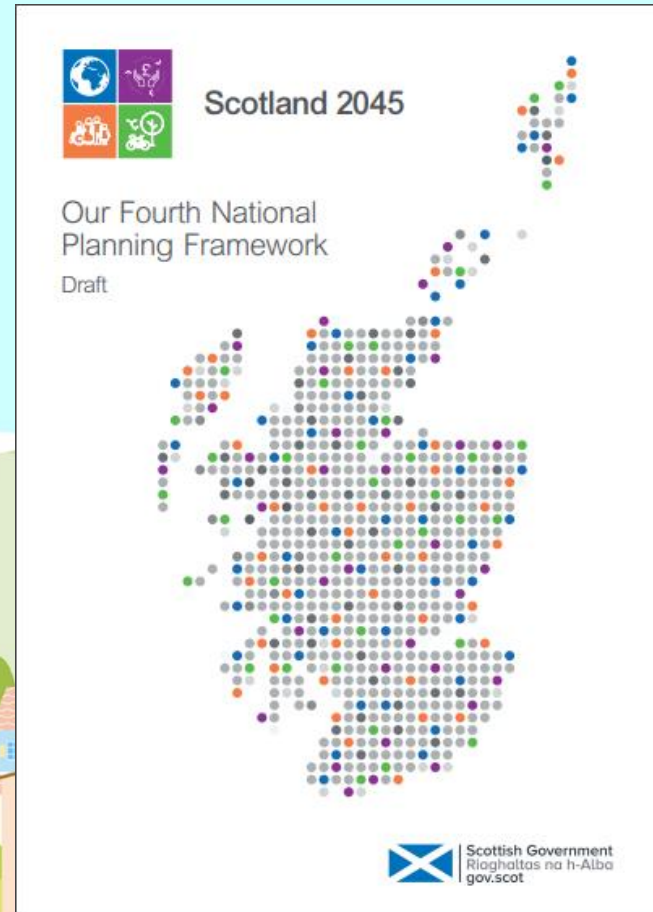 Scotland 2045
Our Fourth National
Planning Framework
Draft
Scottish Government
Riaghaltas na h-Alba
gov.scot